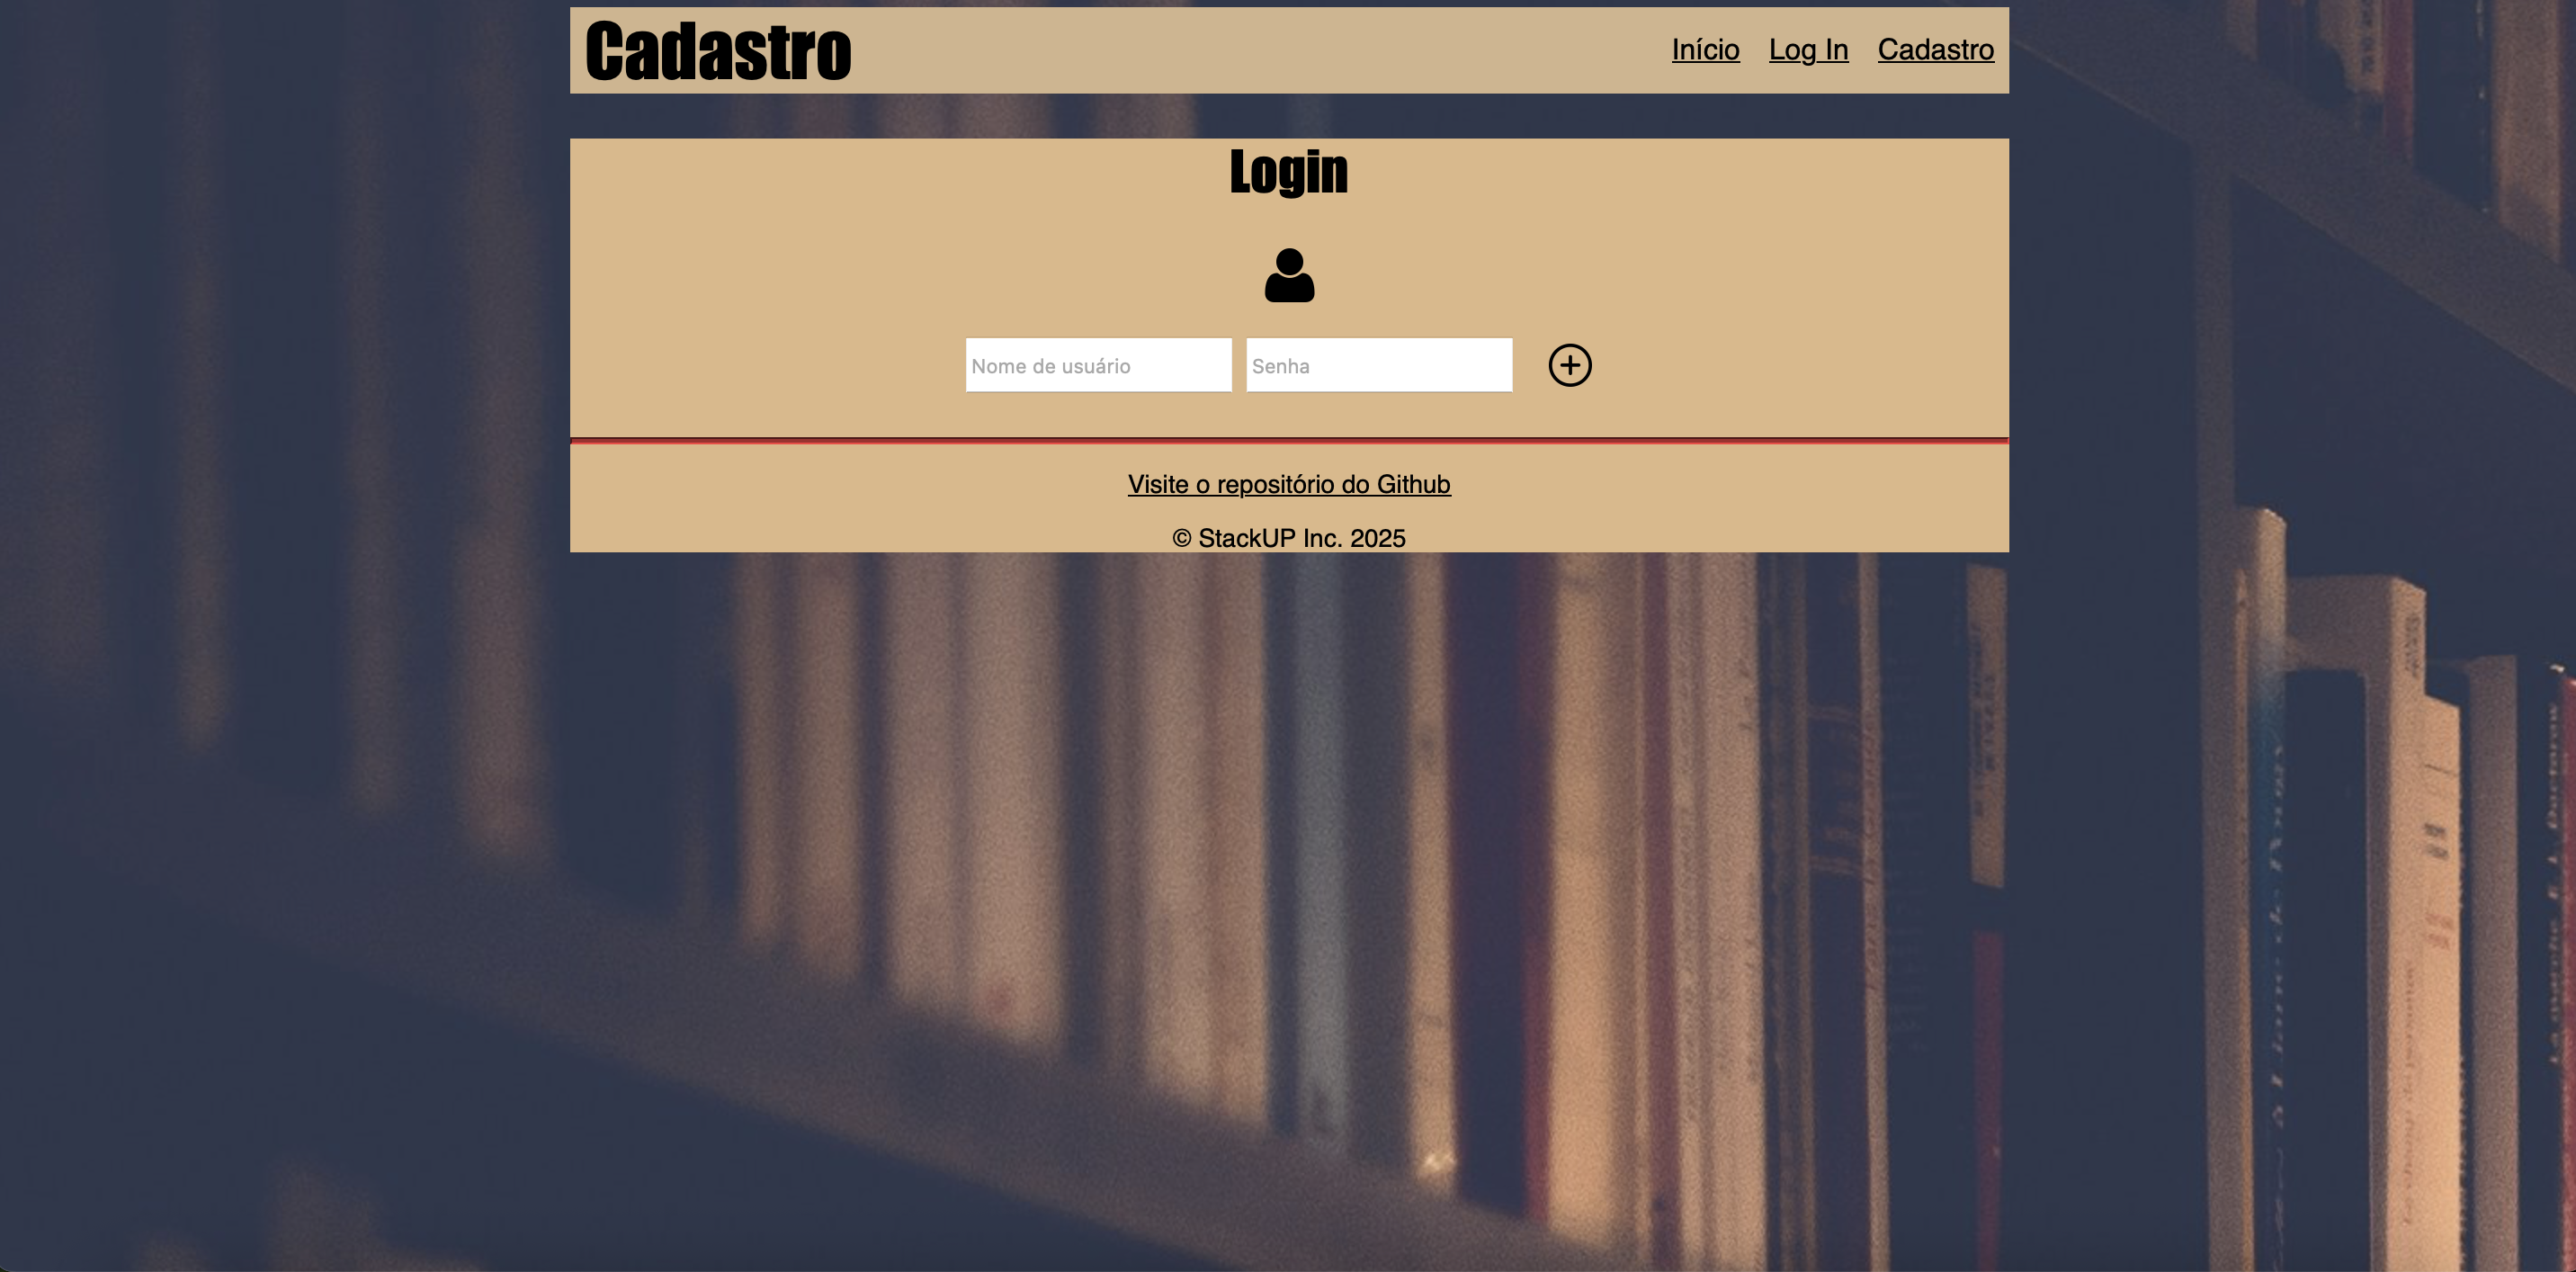 Cadastro
Início Log In Cadastro
Login
Nome de usuário Senha
Visite o repositório do Github
© StackUP Inc. 2025